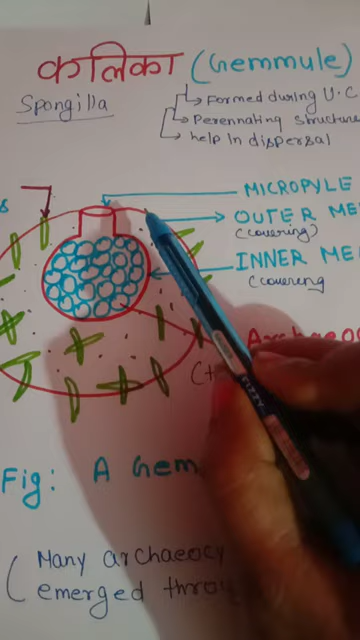 कलिका (Gemmule)
Spongilla
Formed during U.C
Perennating structure
help in dispersal
MICROPYLE
OUTER ME
(covering)
INNER ME
(covering
Fig: A Gem
Many archaeocy
emerged throu